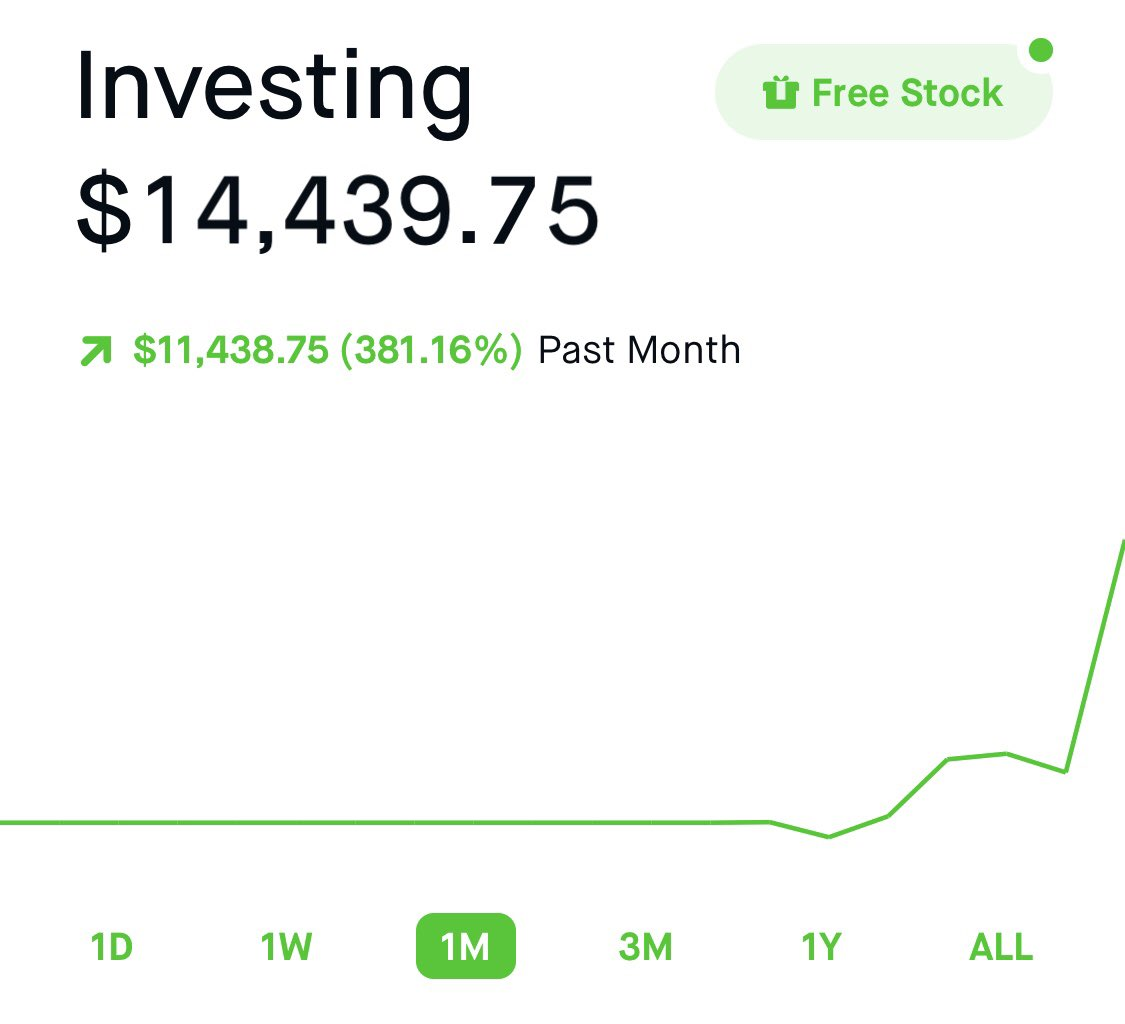 Investing
Free Stock
$14,439.75
$11,438.75 (381.16%) Past Month
1D 1W 1M 3M 1Y ALL